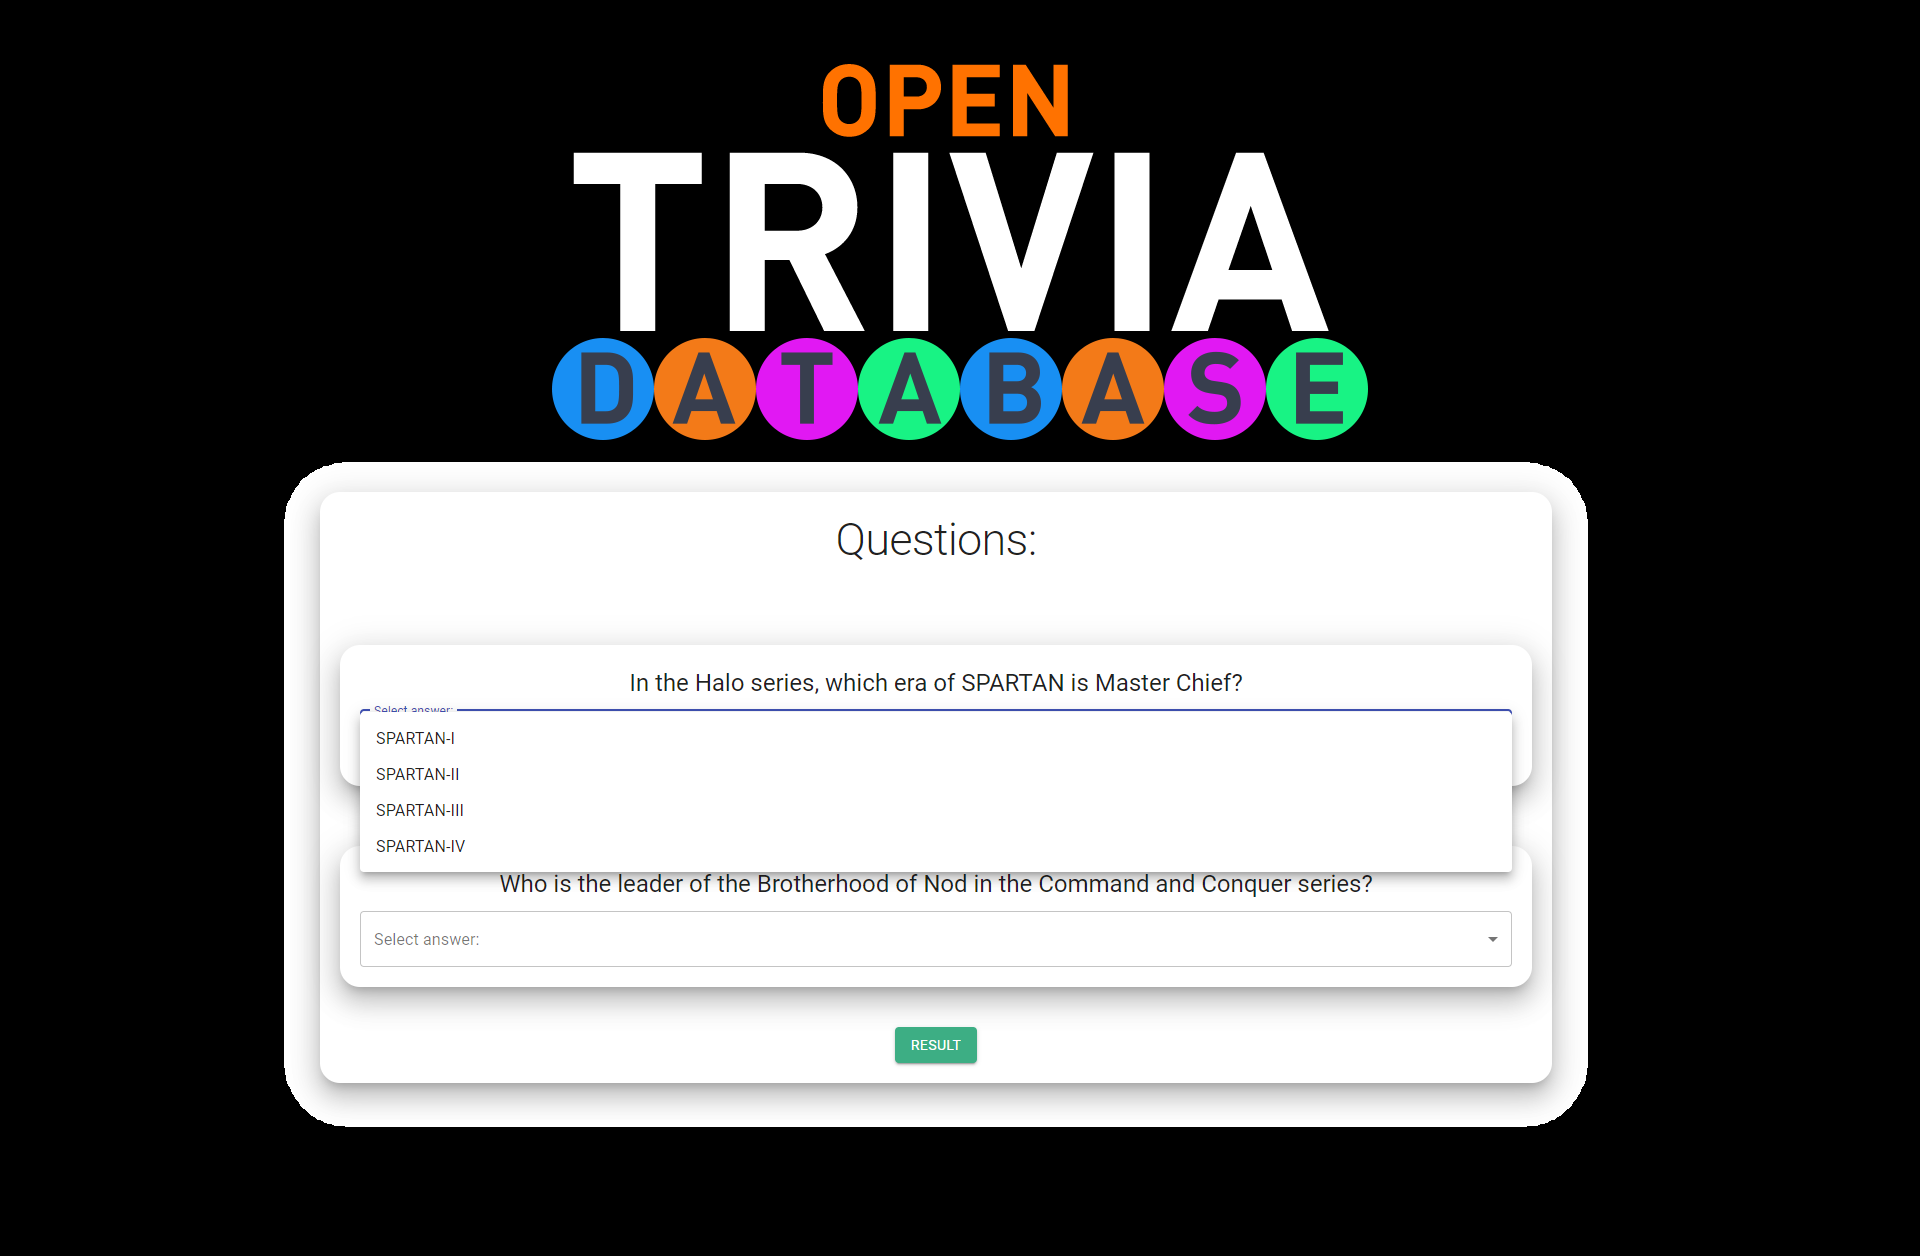 OPEN
TRIVIA
DATABASE
Questions:
In the Halo series, which era of SPARTAN is Master Chief?
Select answer:
SPARTAN-I
SPARTAN-II
SPARTAN-III
SPARTAN-IV
Who is the leader of the Brotherhood of Nod in the Command and Conquer series?
Select answer:
RESULT